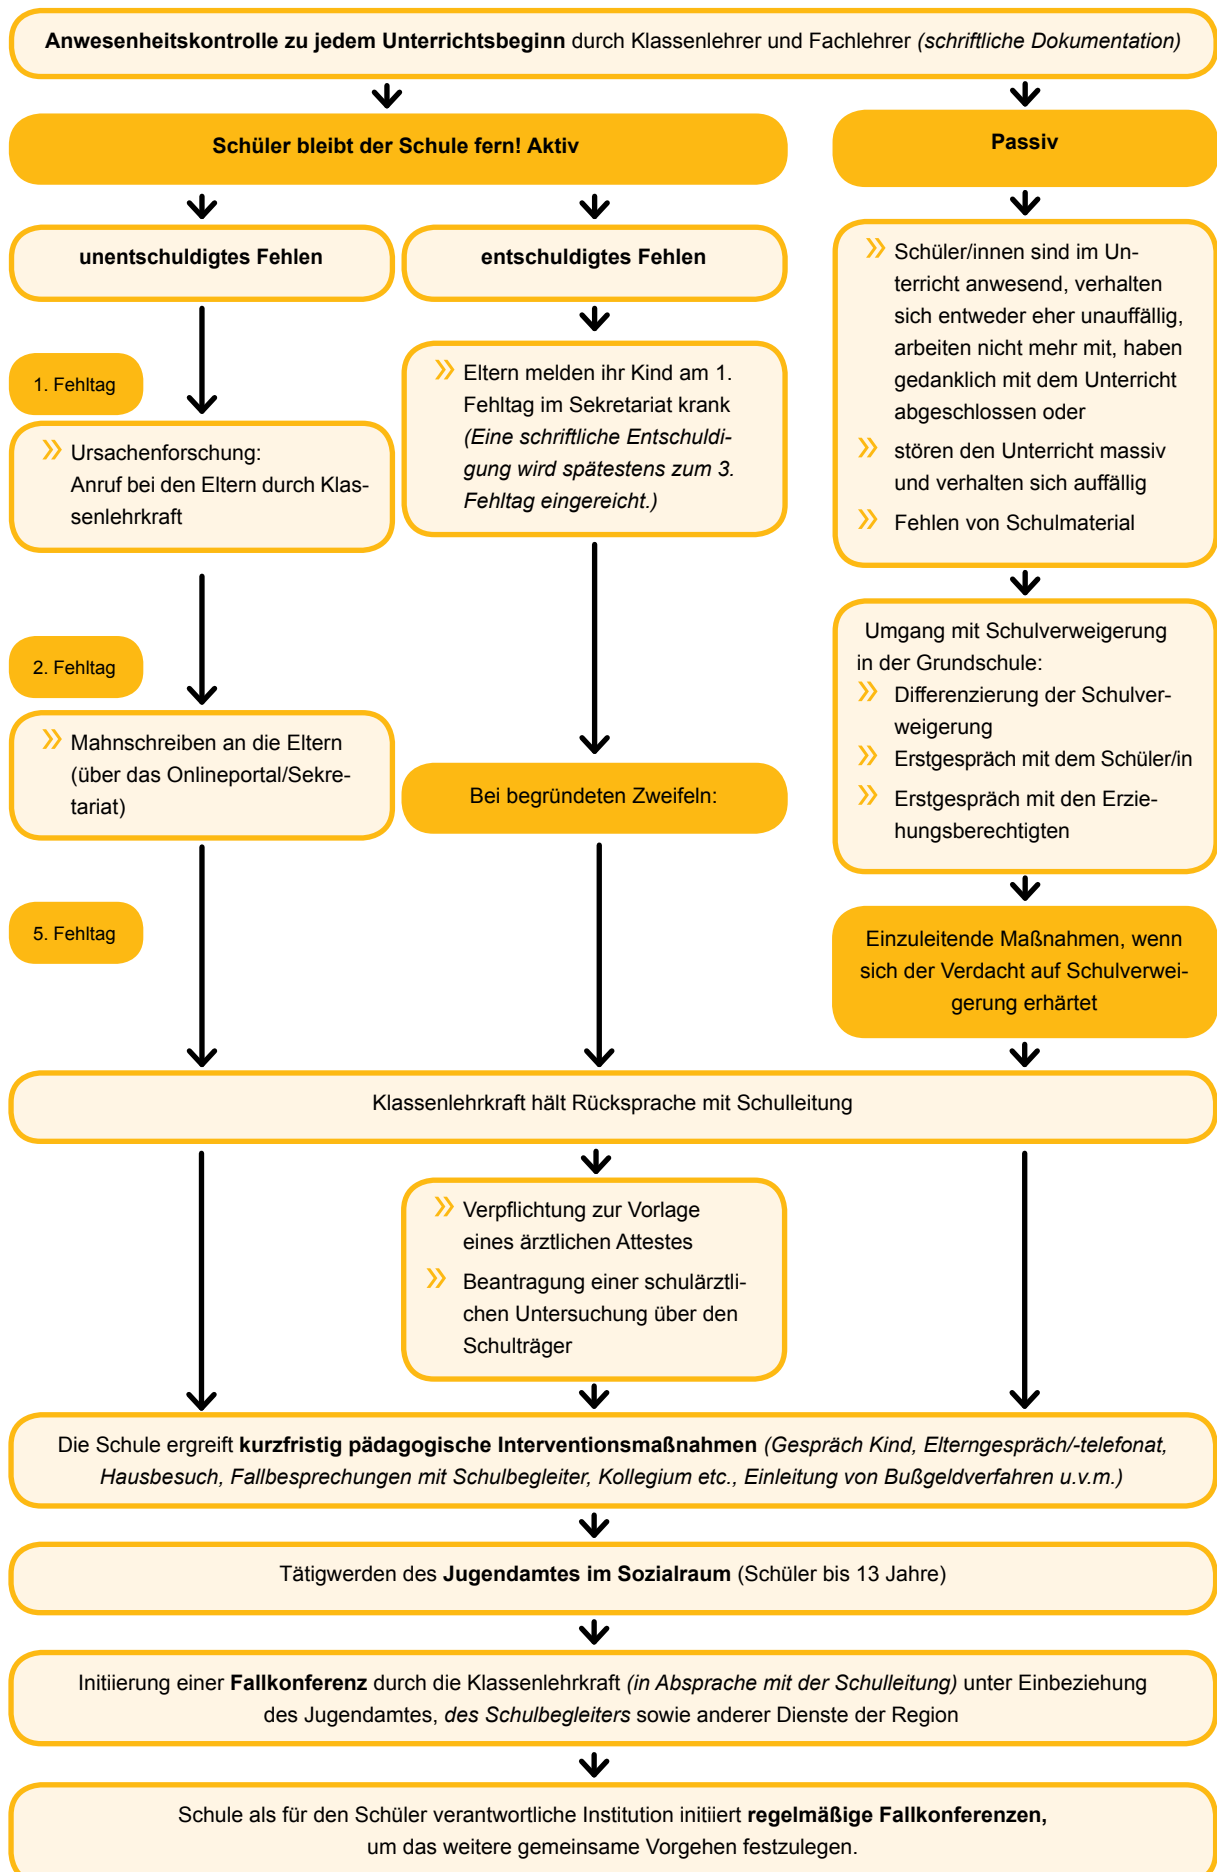 Anwesenheitskontrolle zu jedem Unterrichtsbeginn durch Klassenlehrer und Fachlehrer (schriftliche Dokumentation)
Schüler bleibt der Schule fern! Aktiv
Passiv
unentschuldigtes Fehlen
entschuldigtes Fehlen
» Schüler/innen sind im Un-
terricht anwesend, verhalten
sich entweder eher unauffällig,
arbeiten nicht mehr mit, haben
gedanklich mit dem Unterricht
abgeschlossen oder
» stören den Unterricht massiv
und verhalten sich auffällig
» Fehlen von Schulmaterial
1. Fehltag
» Eltern melden ihr Kind am 1.
Fehltag im Sekretariat krank
(Eine schriftliche Entschuldi-
gung wird spätestens zum 3.
Fehltag eingereicht.)
» Ursachenforschung:
Anruf bei den Eltern durch Klas-
senlehrkraft
2. Fehltag
Umgang mit Schulverweigerung
in der Grundschule:
» Differenzierung der Schulver-
weigerung
» Erstgespräch mit dem Schüler/in
» Erstgespräch mit den Erzie-
hungsberechtigten
» Mahnschreiben an die Eltern
(über das Onlineportal/Sekre-
tariat)
Bei begründeten Zweifeln:
5. Fehltag
Einzuleitende Maßnahmen, wenn
sich der Verdacht auf Schulverwei-
gerung erhärtet
Klassenlehrkraft hält Rücksprache mit Schulleitung
» Verpflichtung zur Vorlage
eines ärztlichen Attestes
» Beantragung einer schulärztli-
chen Untersuchung über den
Schulträger
Die Schule ergreift kurzfristig pädagogische Interventionsmaßnahmen (Gespräch Kind, Elterngespräch/-telefonat,
Hausbesuch, Fallbesprechungen mit Schulbegleiter, Kollegium etc., Einleitung von Bußgeldverfahren u.v.m.)
Tätigwerden des Jugendamtes im Sozialraum (Schüler bis 13 Jahre)
Initiierung einer Fallkonferenz durch die Klassenlehrkraft (in Absprache mit der Schulleitung) unter Einbeziehung
des Jugendamtes, des Schulbegleiters sowie anderer Dienste der Region
Schule als für den Schüler verantwortliche Institution initiiert regelmäßige Fallkonferenzen,
um das weitere gemeinsame Vorgehen festzulegen.